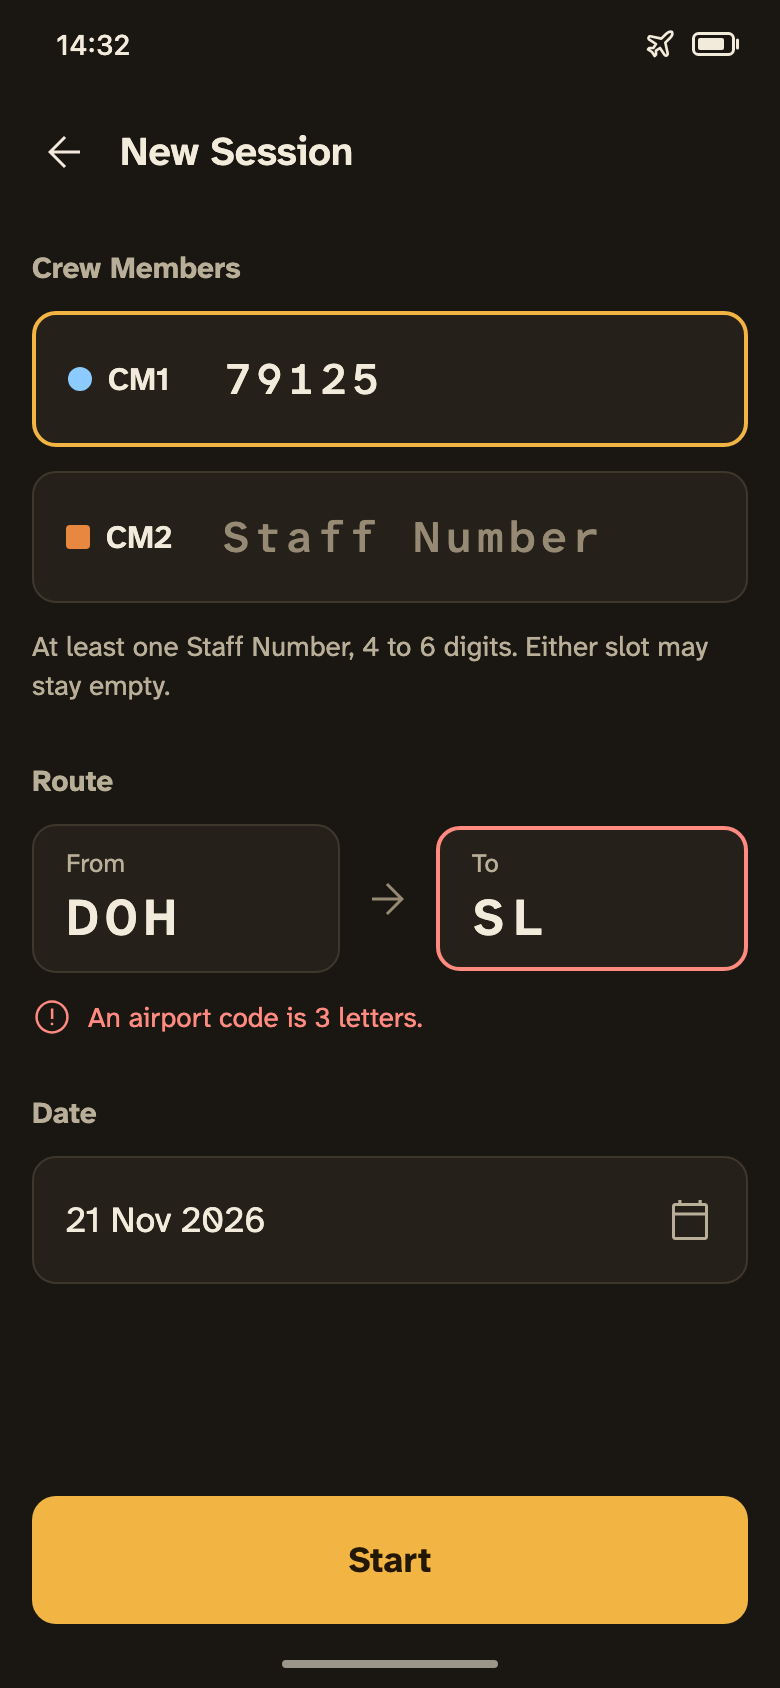 14:32
New Session
Crew Members
CM1 79125
CM2 Staff Number
At least one Staff Number, 4 to 6 digits. Either slot may
stay empty.
Route
From
DOH
To
SL
An airport code is 3 letters.
Date
21 Nov 2026
Start